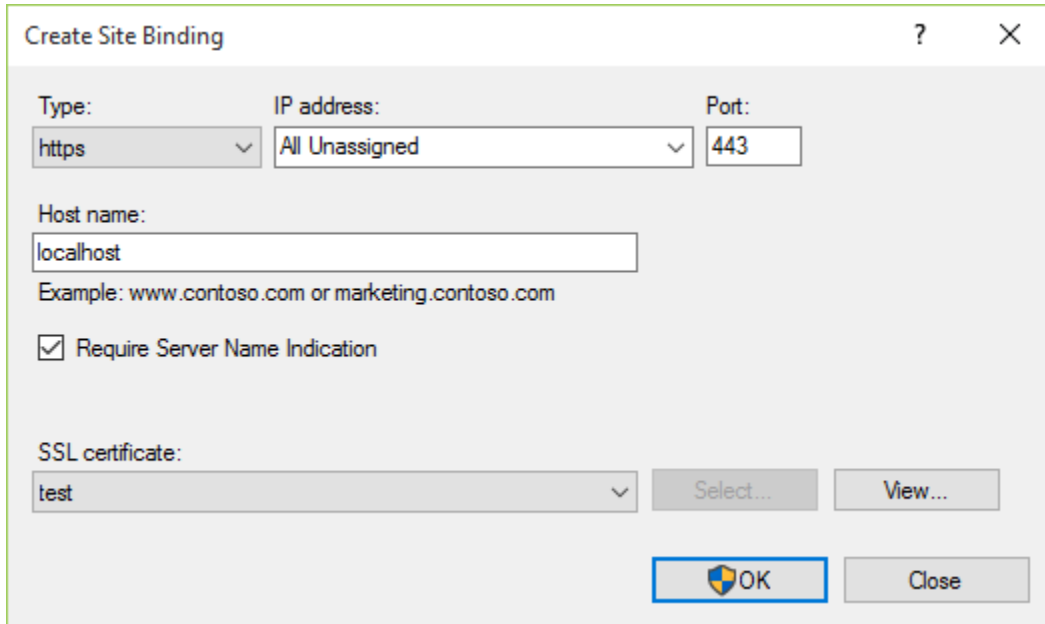 Create Site Binding ?
Type: IP address: Port:
https All Unassigned 443
Host name:
localhost
Example: www.contoso.com or marketing.contoso.com
Require Server Name Indication
SSL certificate:
test Select... View...
OK Close